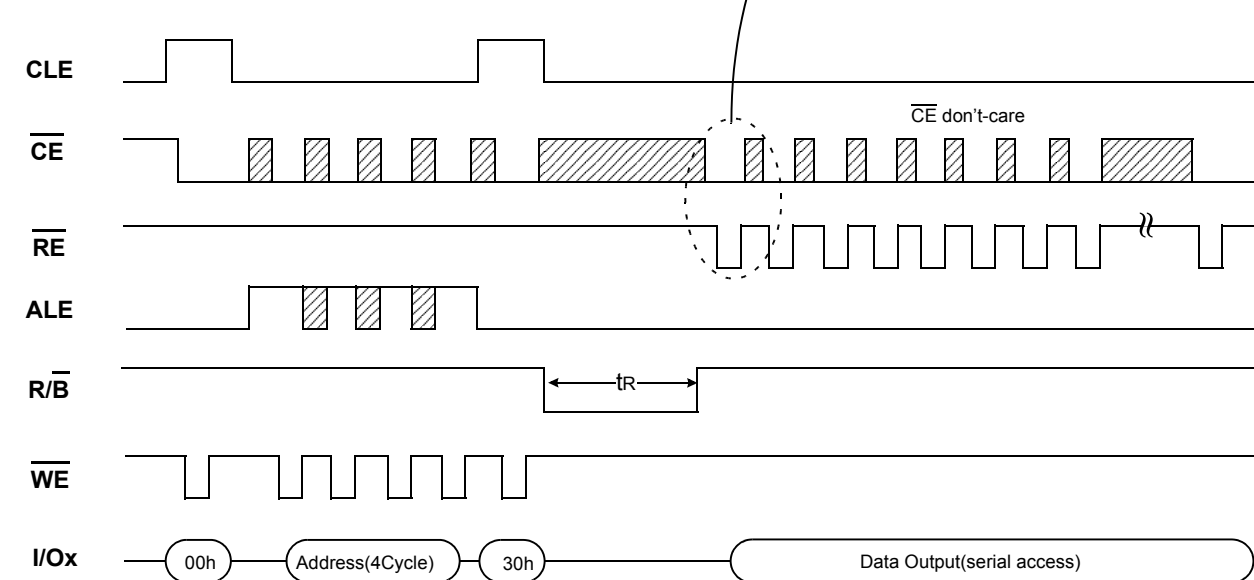 CLE
CE
CE don't-care
RE
ALE
R/B
tR
WE
I/Ox
00h
Address(4Cycle)
30h
Data Output(serial access)